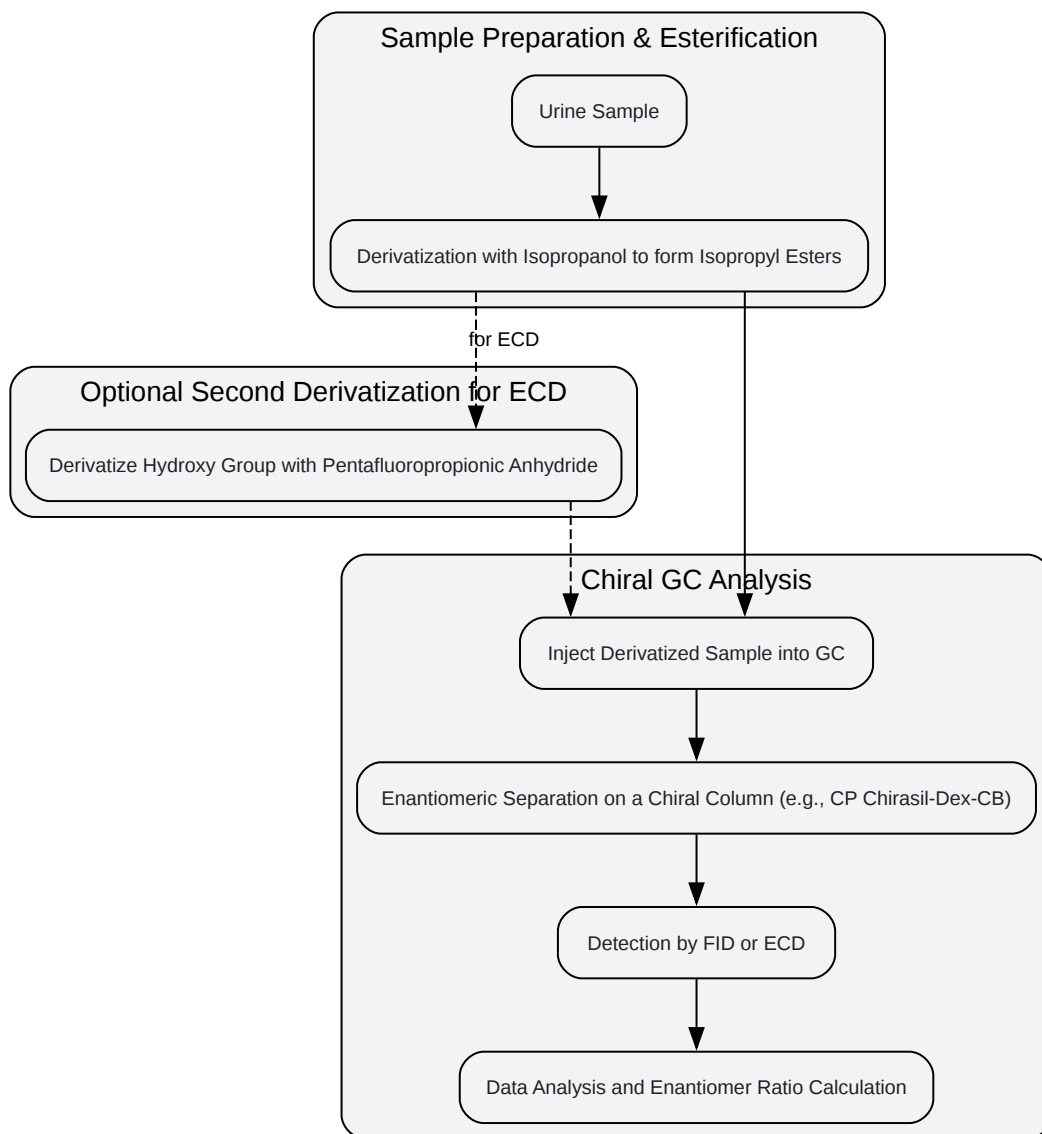 Sample Preparation & Esterification
Urine Sample
Derivatization with Isopropanol to form Isopropyl Esters
for ECD
Optional Second Derivatization for ECD
Derivatize Hydroxy Group with Pentafluoropropionic Anhydride
Chiral GC Analysis
Inject Derivatized Sample into GC
Enantiomeric Separation on a Chiral Column (e.g., CP Chirasil-Dex-CB)
Detection by FID or ECD
Data Analysis and Enantiomer Ratio Calculation